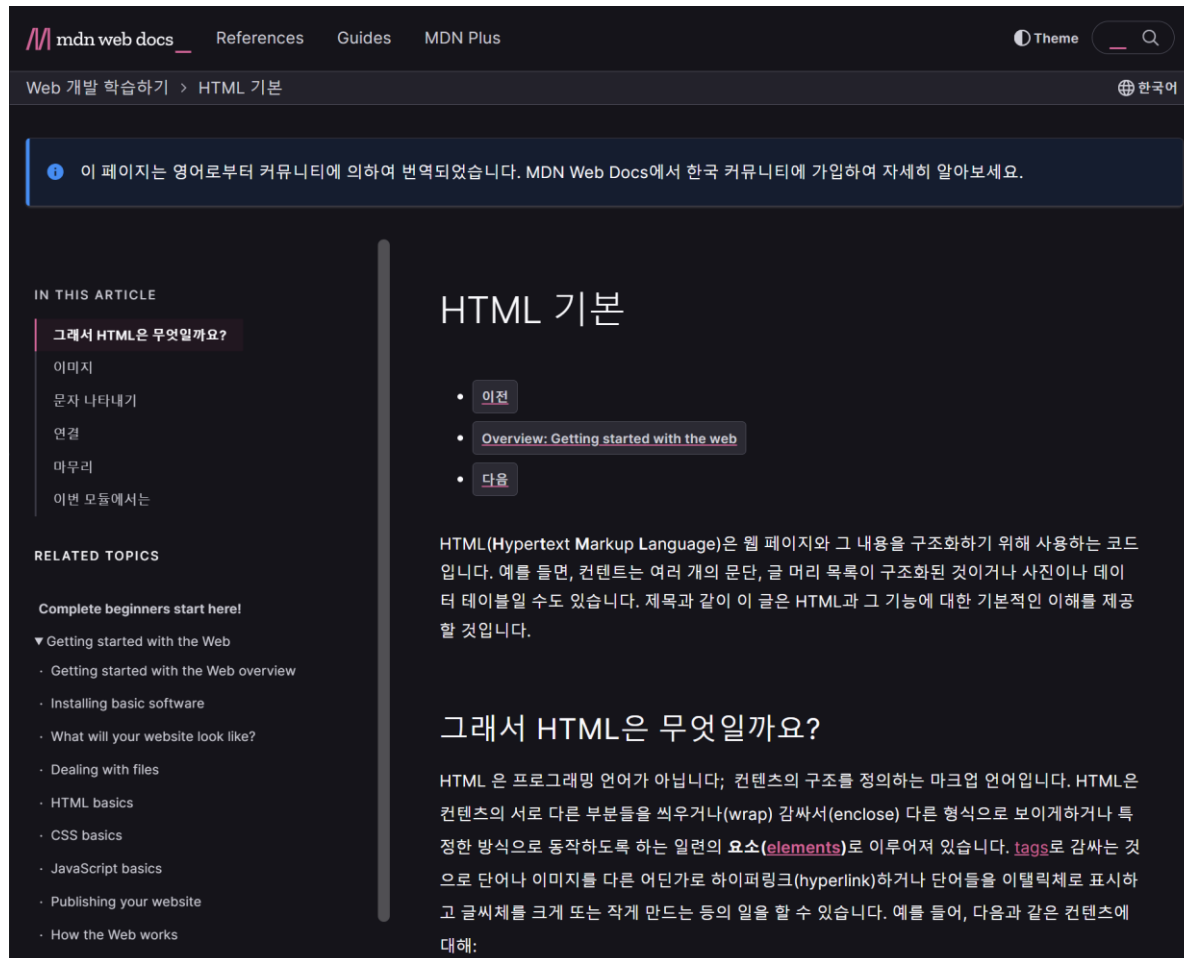 mdn web docs_ References Guides MDN Plus Theme
Web 개발 학습하기 > HTML 기본 한국어
이 페이지는 영어로부터 커뮤니티에 의하여 번역되었습니다. MDN Web Docs에서 한국 커뮤니티에 가입하여 자세히 알아보세요.
IN THIS ARTICLE
그래서 HTML은 무엇일까요?
이미지
문자 나타내기
연결
마무리
이번 모듈에서는
RELATED TOPICS
Complete beginners start here!
▼ Getting started with the Web
· Getting started with the Web overview
· Installing basic software
· What will your website look like?
· Dealing with files
· HTML basics
· CSS basics
· JavaScript basics
· Publishing your website
· How the Web works
HTML 기본
• 이전
• Overview: Getting started with the web
• 다음
HTML(Hypertext Markup Language)은 웹 페이지와 그 내용을 구조화하기 위해 사용하는 코드
입니다. 예를 들면, 컨텐트는 여러 개의 문단, 글 머리 목록이 구조화된 것이거나 사진이나 데이
터 테이블일 수도 있습니다. 제목과 같이 이 글은 HTML과 그 기능에 대한 기본적인 이해를 제공
할 것입니다.
그래서 HTML은 무엇일까요?
HTML 은 프로그래밍 언어가 아닙니다; 컨텐츠의 구조를 정의하는 마크업 언어입니다. HTML은
컨텐츠의 서로 다른 부분들을 씌우거나(wrap) 감싸서(enclose) 다른 형식으로 보이게하거나 특
정한 방식으로 동작하도록 하는 일련의 요소(elements)로 이루어져 있습니다. tags로 감싸는 것
으로 단어나 이미지를 다른 어딘가로 하이퍼링크(hyperlink)하거나 단어들을 이탤릭체로 표시하
고 글씨체를 크게 또는 작게 만드는 등의 일을 할 수 있습니다. 예를 들어, 다음과 같은 컨텐츠에
대해: